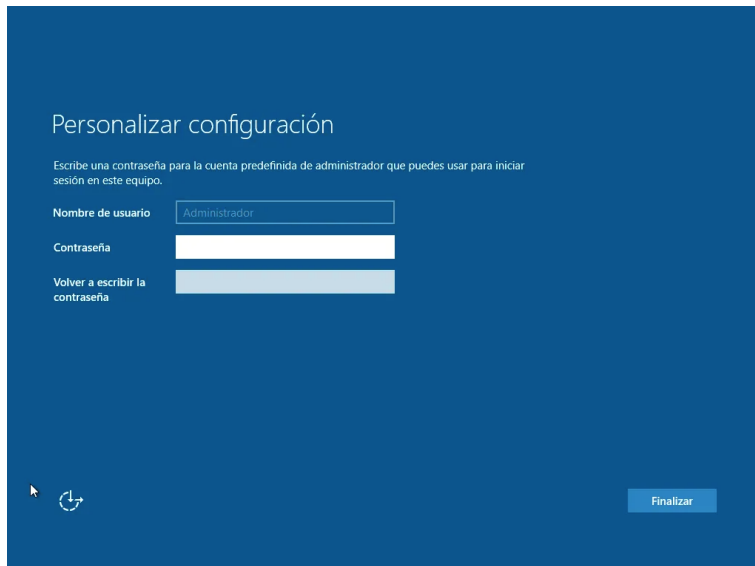 Personalizar configuración
Escribe una contraseña para la cuenta predefinida de administrador que puedes usar para iniciar
sesión en este equipo.
Nombre de usuario
Administrador
Contraseña
Volver a escribir la
contraseña
Finalizar